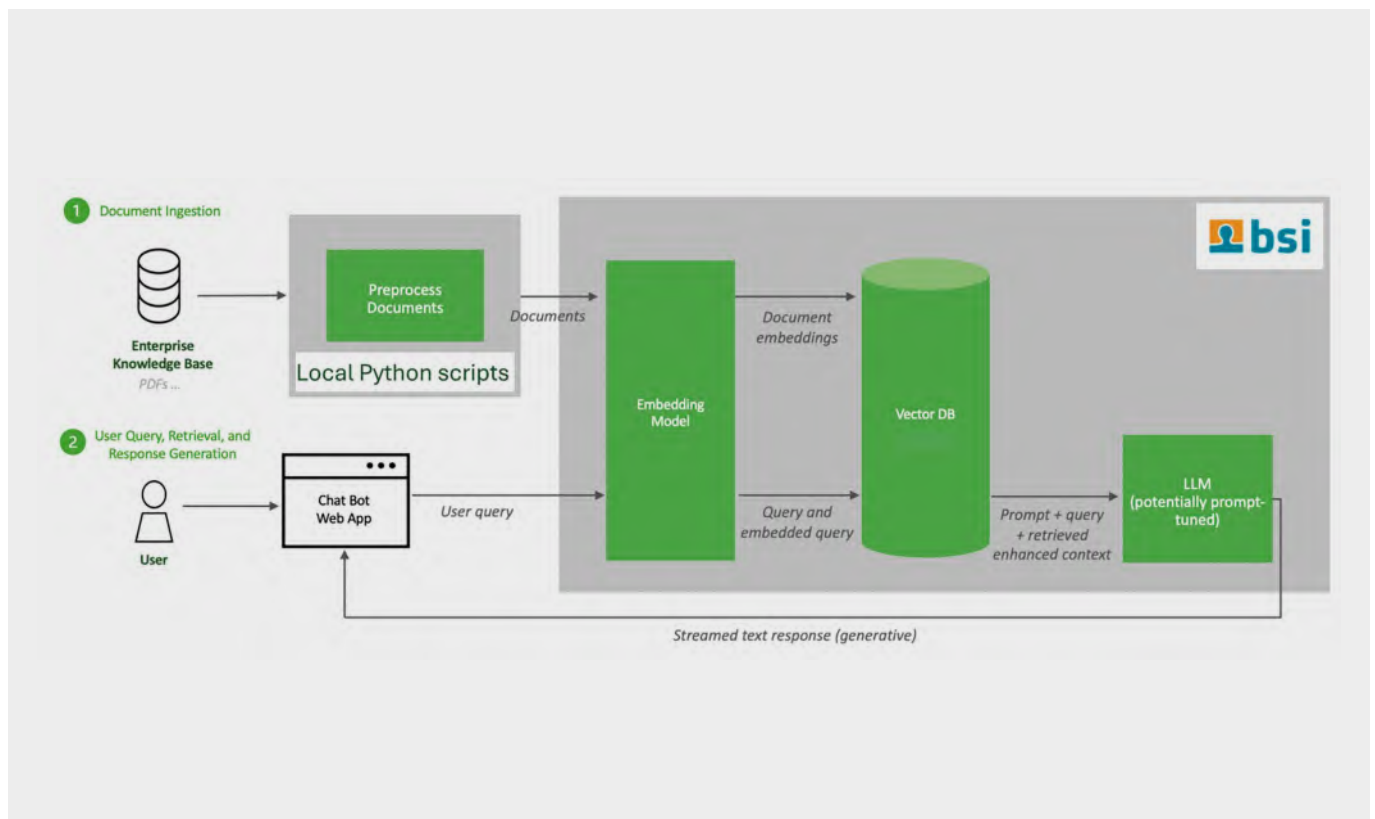 1 Document Ingestion
Enterprise
Knowledge Base
PDFs ...
Preprocess
Documents
Local Python scripts
Documents
Embedding
Model
Document
embeddings
Vector DB
bsi
2 User Query, Retrieval, and
Response Generation
User
Chat Bot
Web App
User query
Query and
embedded query
Prompt + query
+ retrieved
enhanced context
LLM
(potentially prompt-
tuned)
Streamed text response (generative)